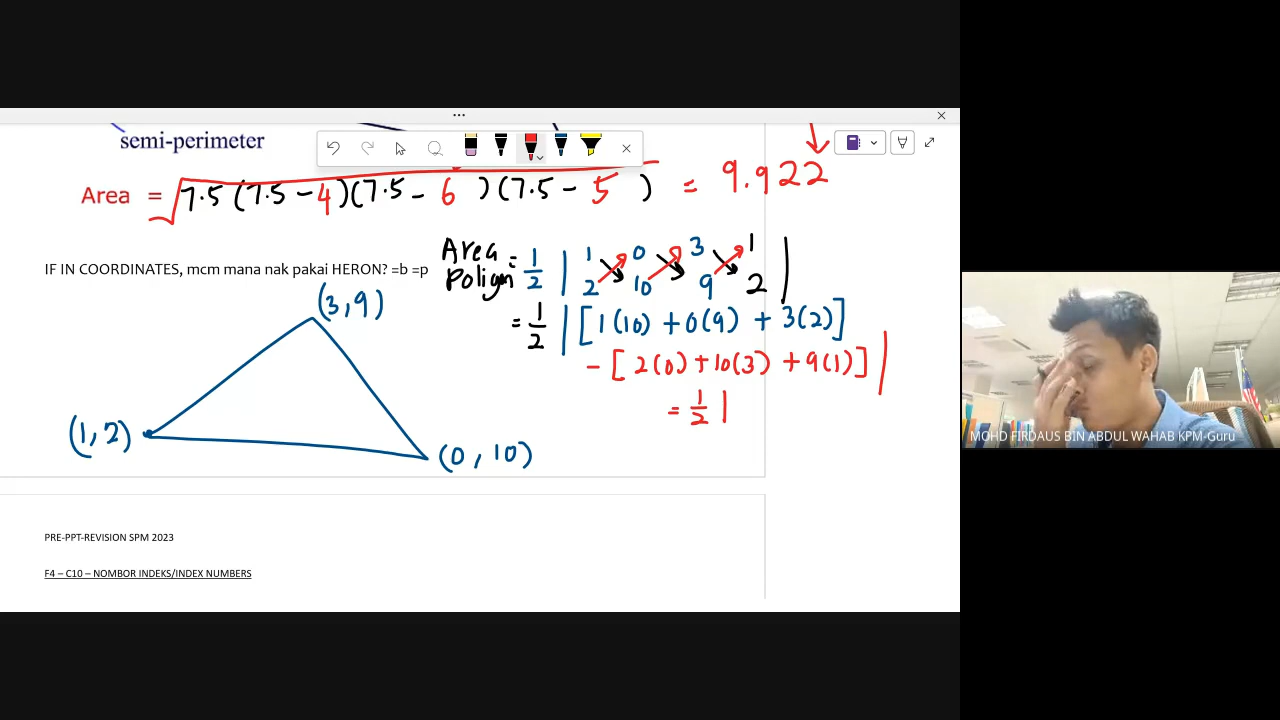 semi-perimeter
Area = √7.5(7.5-4)(7.5-6)(7.5-5) = 9.922
IF IN COORDINATES, mcm mana nak pakai HERON? =b =p
Area Poligon = 1/2 | 1 0 3 1
2 10 9 2 |
= 1/2 | [1(10) + 0(9) + 3(2)]
- [2(0) + 10(3) + 9(1)] |
= 1/2 |
(3,9)
(1,2)
(0,10)
MOHD FIRDAUS BIN ABDUL WAHAB KPM-Guru
PRE-PPT-REVISION SPM 2023
F4 – C10 – NOMBOR INDEKS/INDEX NUMBERS